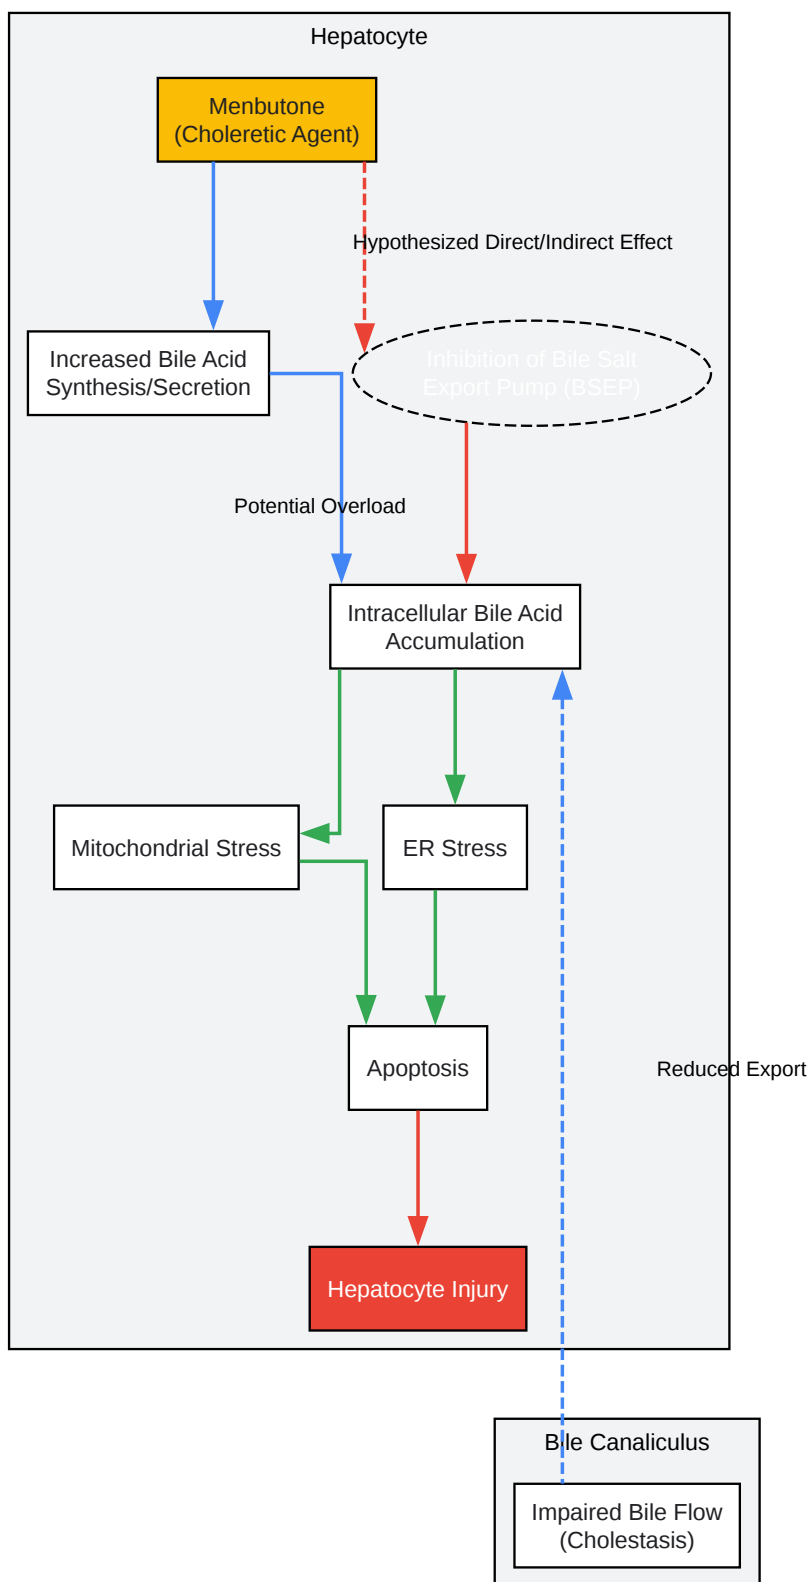 Hepatocyte
Menbutone
(Choleretic Agent)
Hypothesized Direct/Indirect Effect
Increased Bile Acid
Synthesis/Secretion
Inhibition of Bile Salt
Export Pump (BSEP)
Potential Overload
Intracellular Bile Acid
Accumulation
Mitochondrial Stress
ER Stress
Apoptosis
Reduced Export
Hepatocyte Injury
Bile Canaliculus
Impaired Bile Flow
(Cholestasis)